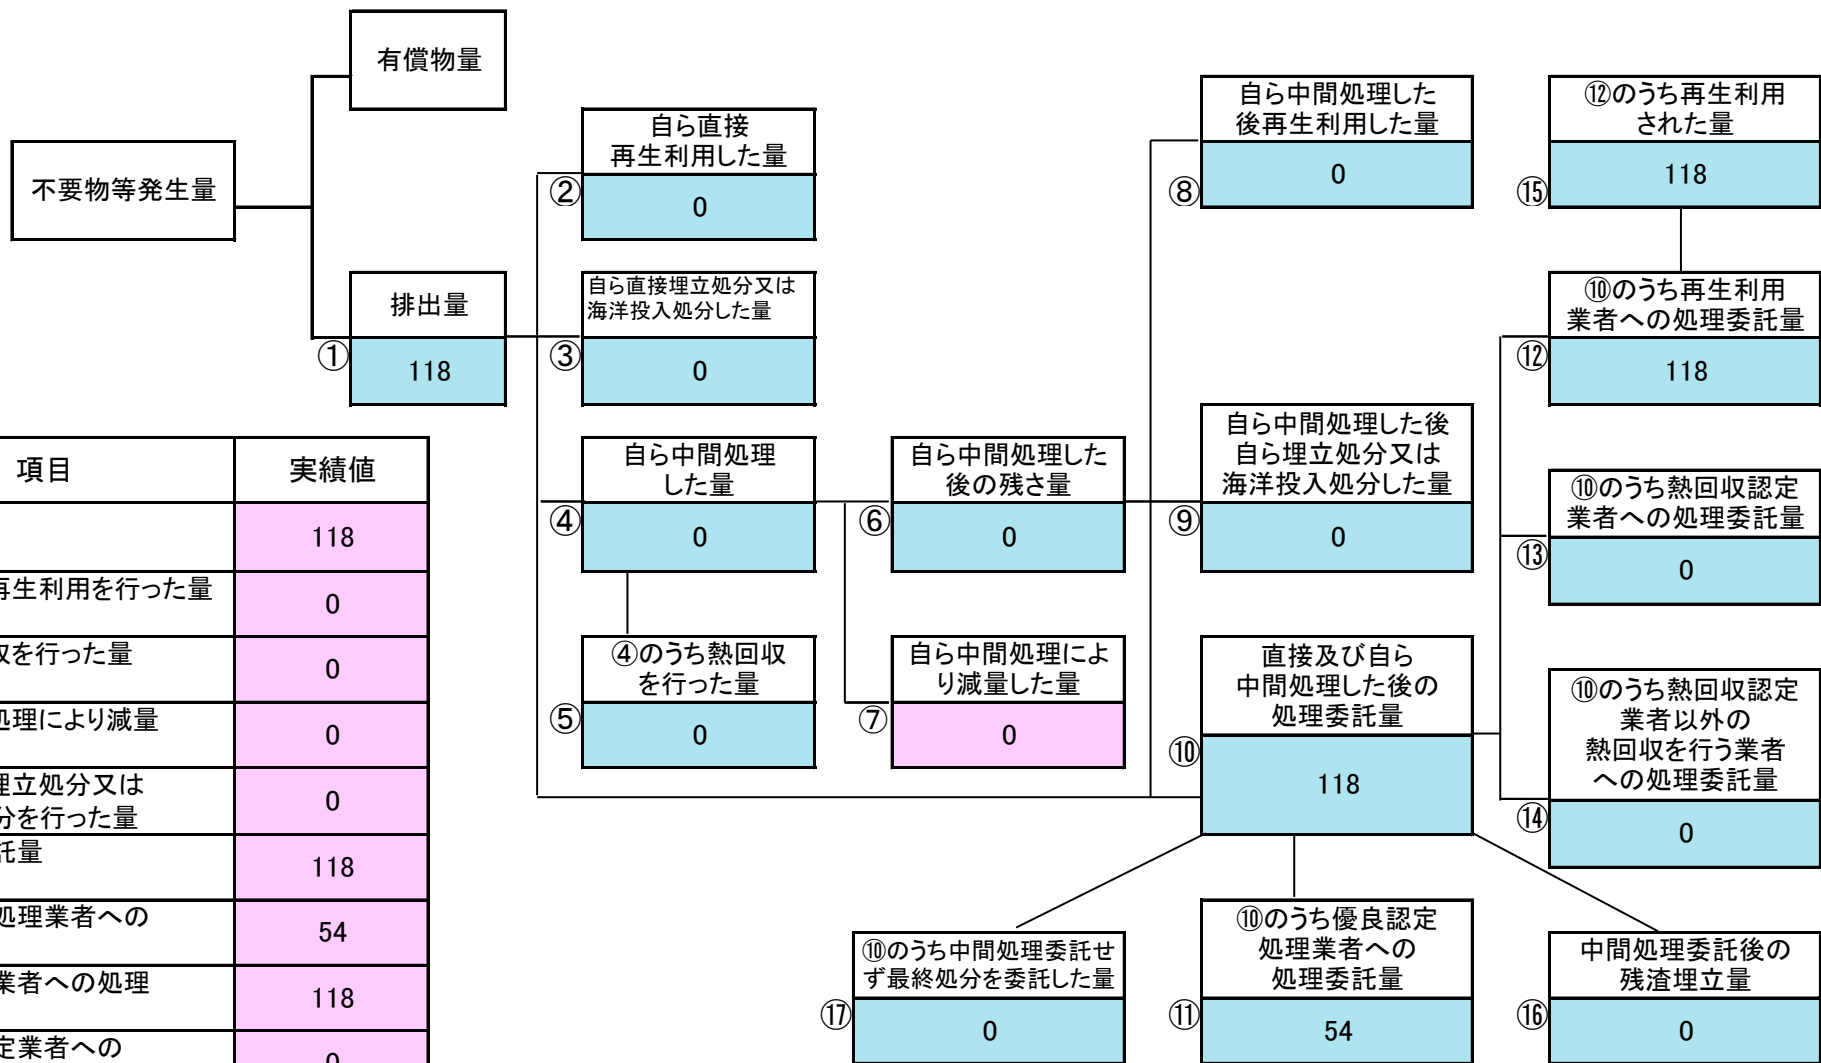 有償物量
不要物等発生量
排出量
①
118
自ら直接
再生利用した量
②
0
自ら直接埋立処分又は
海洋投入処分した量
③
0
自ら中間処理
した量
④
0
④のうち熱回収
を行った量
⑤
0
自ら中間処理した
後の残さ量
⑥
0
自ら中間処理によ
り減量した量
⑦
0
自ら中間処理した
後再生利用した量
⑧
0
自ら中間処理した後
自ら埋立処分又は
海洋投入処分した量
⑨
0
直接及び自ら
中間処理した後の
処理委託量
⑩
118
⑩のうち優良認定
処理業者への
処理委託量
⑪
54
⑫のうち再生利用
された量
⑮
118
⑩のうち再生利用
業者への処理委託量
⑫
118
⑩のうち熱回収認定
業者への処理委託量
⑬
0
⑩のうち熱回収認定
業者以外の
熱回収を行う業者
への処理委託量
⑭
0
⑩のうち中間処理委託せ
ず最終処分を委託した量
⑰
0
中間処理委託後の
残渣埋立量
⑯
0
項目 実績値
118
再生利用を行った量
0
を行った量
0
処理により減量
0
埋立処分又は
分を行った量
0
託量
118
処理業者への
54
業者への処理
118
定業者への
0